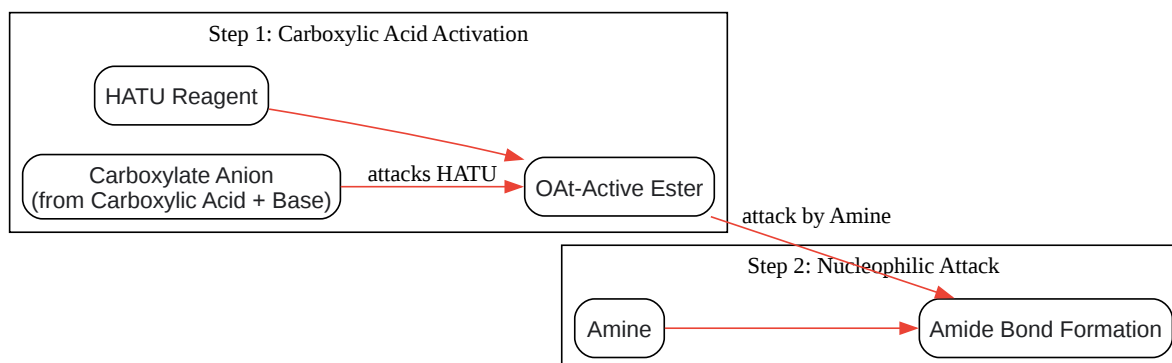 Step 1: Carboxylic Acid Activation
HATU Reagent
Carboxylate Anion
(from Carboxylic Acid + Base)
attacks HATU
OAt-Active Ester
attack by Amine
Step 2: Nucleophilic Attack
Amine
Amide Bond Formation